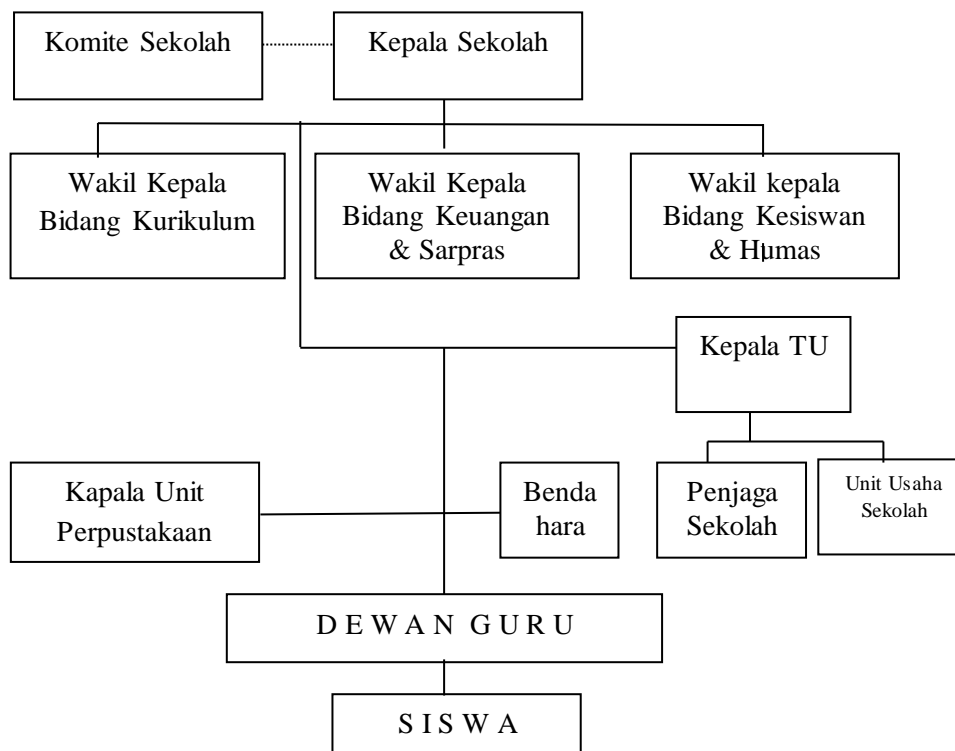 Komite Sekolah
Kepala Sekolah
Wakil Kepala
Bidang Kurikulum
Wakil Kepala
Bidang Keuangan
& Sarpras
Wakil kepala
Bidang Kesiswan
& Humas
Kepala TU
Kapala Unit
Perpustakaan
Benda
hara
Penjaga
Sekolah
Unit Usaha
Sekolah
D E W A N G U R U
S I S W A